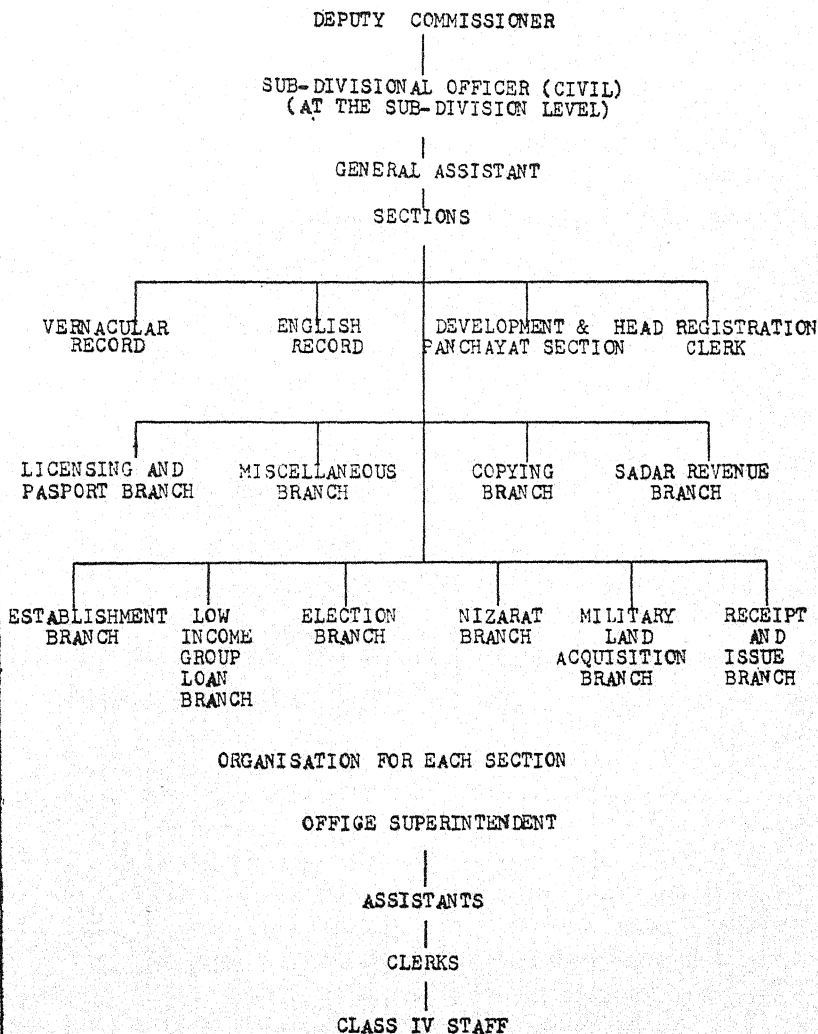 DEPUTY COMMISSIONER
SUB-DIVISIONAL OFFICER (CIVIL)
(AT THE SUB-DIVISION LEVEL)
GENERAL ASSISTANT
SECTIONS
VERNACULAR
RECORD
ENGLISH
RECORD
DEVELOPMENT &
PANCHAYAT SECTION
HEAD REGISTRATION
CLERK
LICENSING AND
PASPORT BRANCH
MISCELLANEOUS
BRANCH
COPYING
BRANCH
SADAR REVENUE
BRANCH
ESTABLISHMENT
BRANCH
LOW
INCOME
GROUP
LOAN
BRANCH
ELECTION
BRANCH
NIZARAT
BRANCH
MILITARY
LAND
ACQUISITION
BRANCH
RECEIPT
AND
ISSUE
BRANCH
ORGANISATION FOR EACH SECTION
OFFIGE SUPERINTENDENT
ASSISTANTS
CLERKS
CLASS IV STAFF